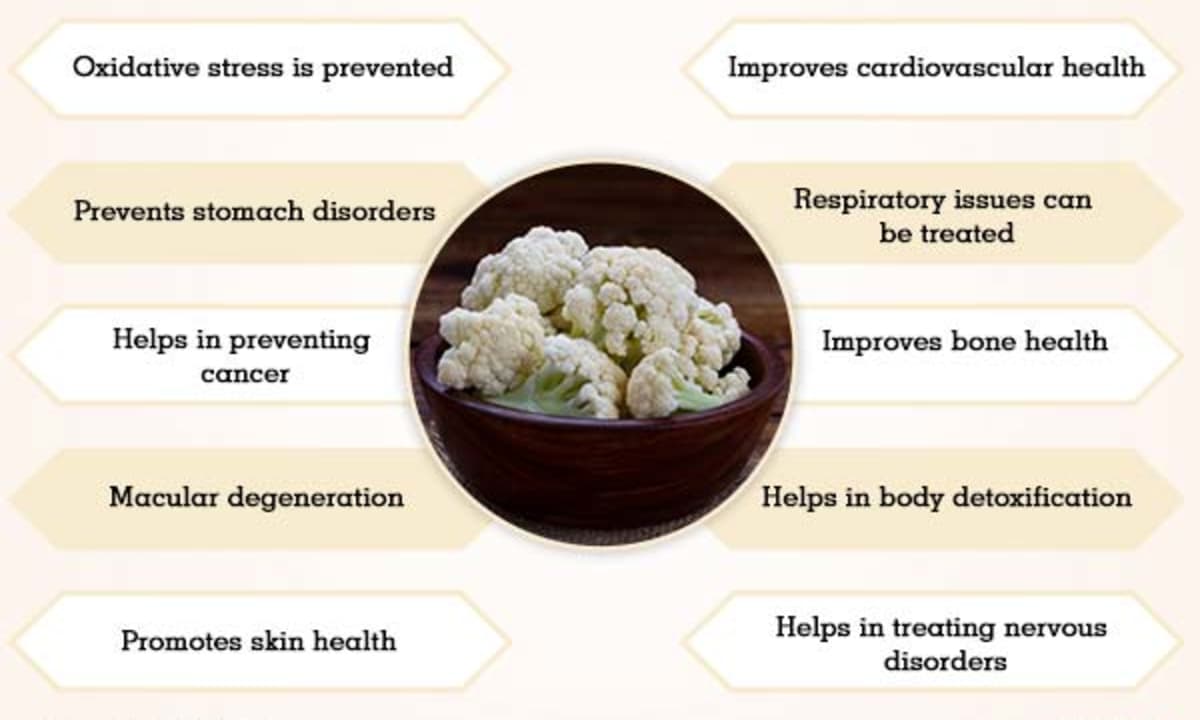 Oxidative stress is prevented
Improves cardiovascular health
Prevents stomach disorders
Respiratory issues can
be treated
Helps in preventing
cancer
Improves bone health
Macular degeneration
Helps in body detoxification
Promotes skin health
Helps in treating nervous
disorders